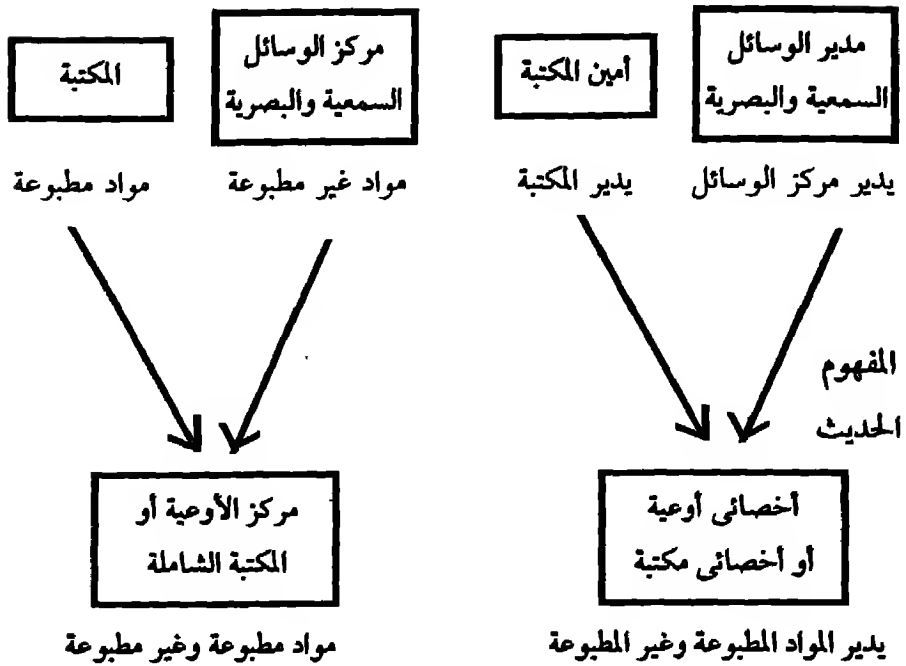 مدير الوسائل
السمعية والبصرية
يدير مركز الوسائل
أمين المكتبة
يدير المكتبة
مركز الوسائل
السمعية والبصرية
مواد غير مطبوعة
المكتبة
مواد مطبوعة
المفهوم
الحديث
أخصائى أوعية
أو أخصائى مكتبة
يدير المواد المطبوعة وغير المطبوعة
مركز الأوعية أو
المكتبة الشاملة
مواد مطبوعة وغير مطبوعة